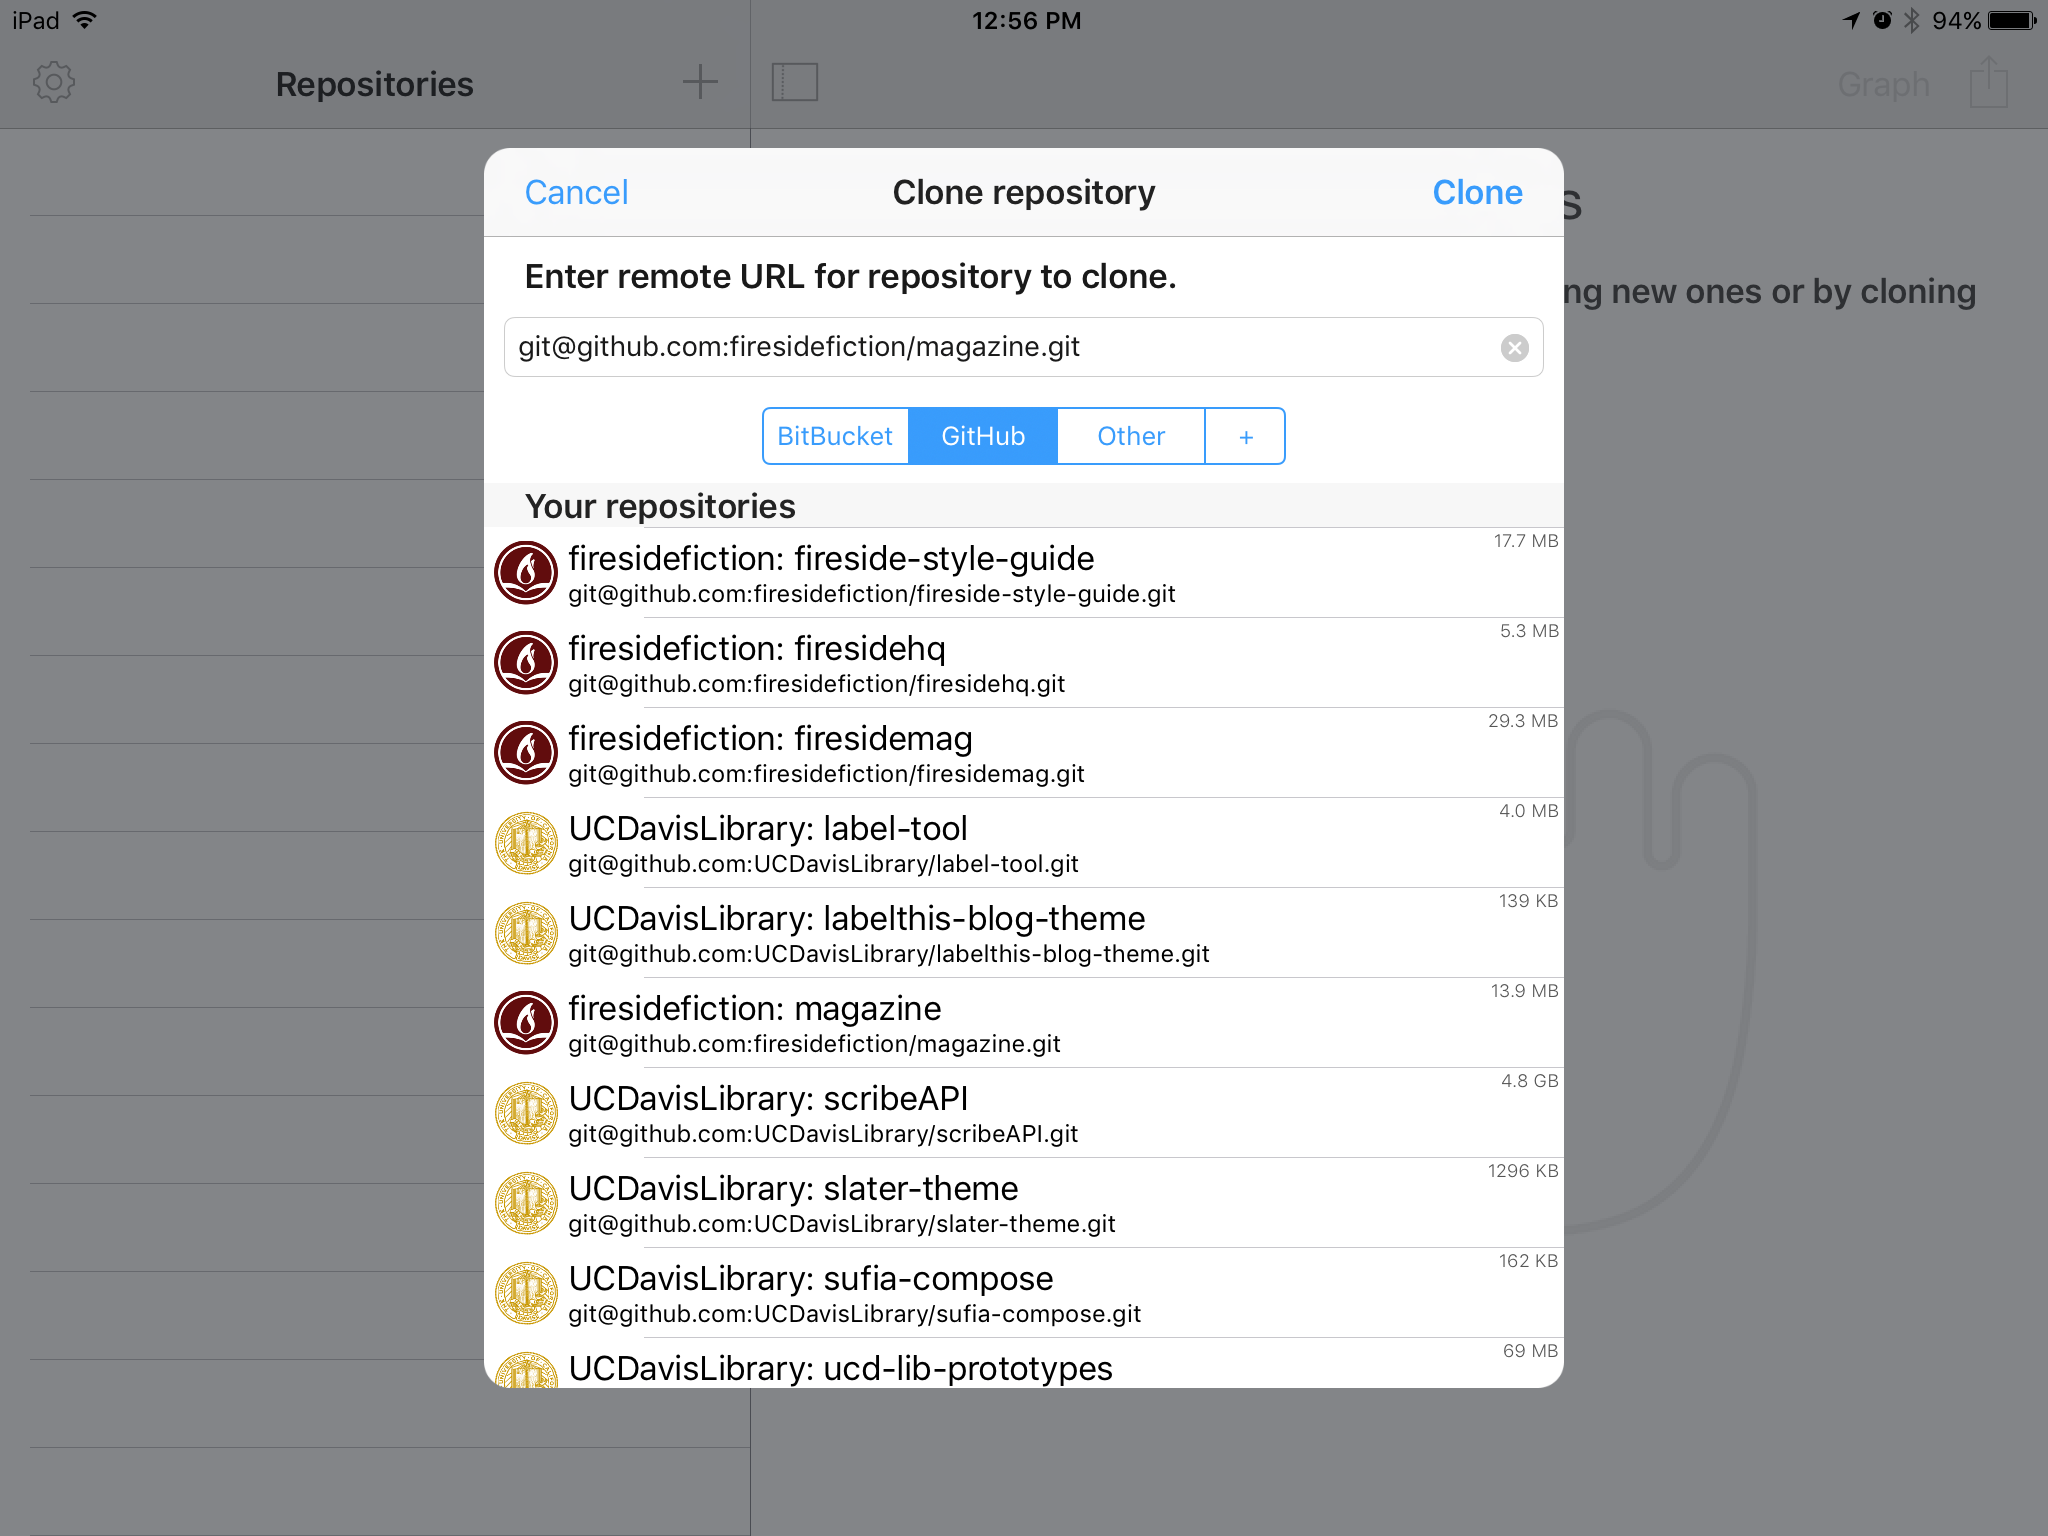 iPad 12:56 PM 94%
Repositories
Graph
Cancel Clone repository Clone
s
Enter remote URL for repository to clone.
ng new ones or by cloning
git@github.com:firesidefiction/magazine.git
BitBucket GitHub Other +
Your repositories
firesidefiction: fireside-style-guide 17.7 MB
git@github.com:firesidefiction/fireside-style-guide.git
firesidefiction: firesidehq 5.3 MB
git@github.com:firesidefiction/firesidehq.git
firesidefiction: firesidemag 29.3 MB
git@github.com:firesidefiction/firesidemag.git
UCDavisLibrary: label-tool 4.0 MB
git@github.com:UCDavisLibrary/label-tool.git
UCDavisLibrary: labelthis-blog-theme 139 KB
git@github.com:UCDavisLibrary/labelthis-blog-theme.git
firesidefiction: magazine 13.9 MB
git@github.com:firesidefiction/magazine.git
UCDavisLibrary: scribeAPI 4.8 GB
git@github.com:UCDavisLibrary/scribeAPI.git
UCDavisLibrary: slater-theme 1296 KB
git@github.com:UCDavisLibrary/slater-theme.git
UCDavisLibrary: sufia-compose 162 KB
git@github.com:UCDavisLibrary/sufia-compose.git
UCDavisLibrary: ucd-lib-prototypes 69 MB